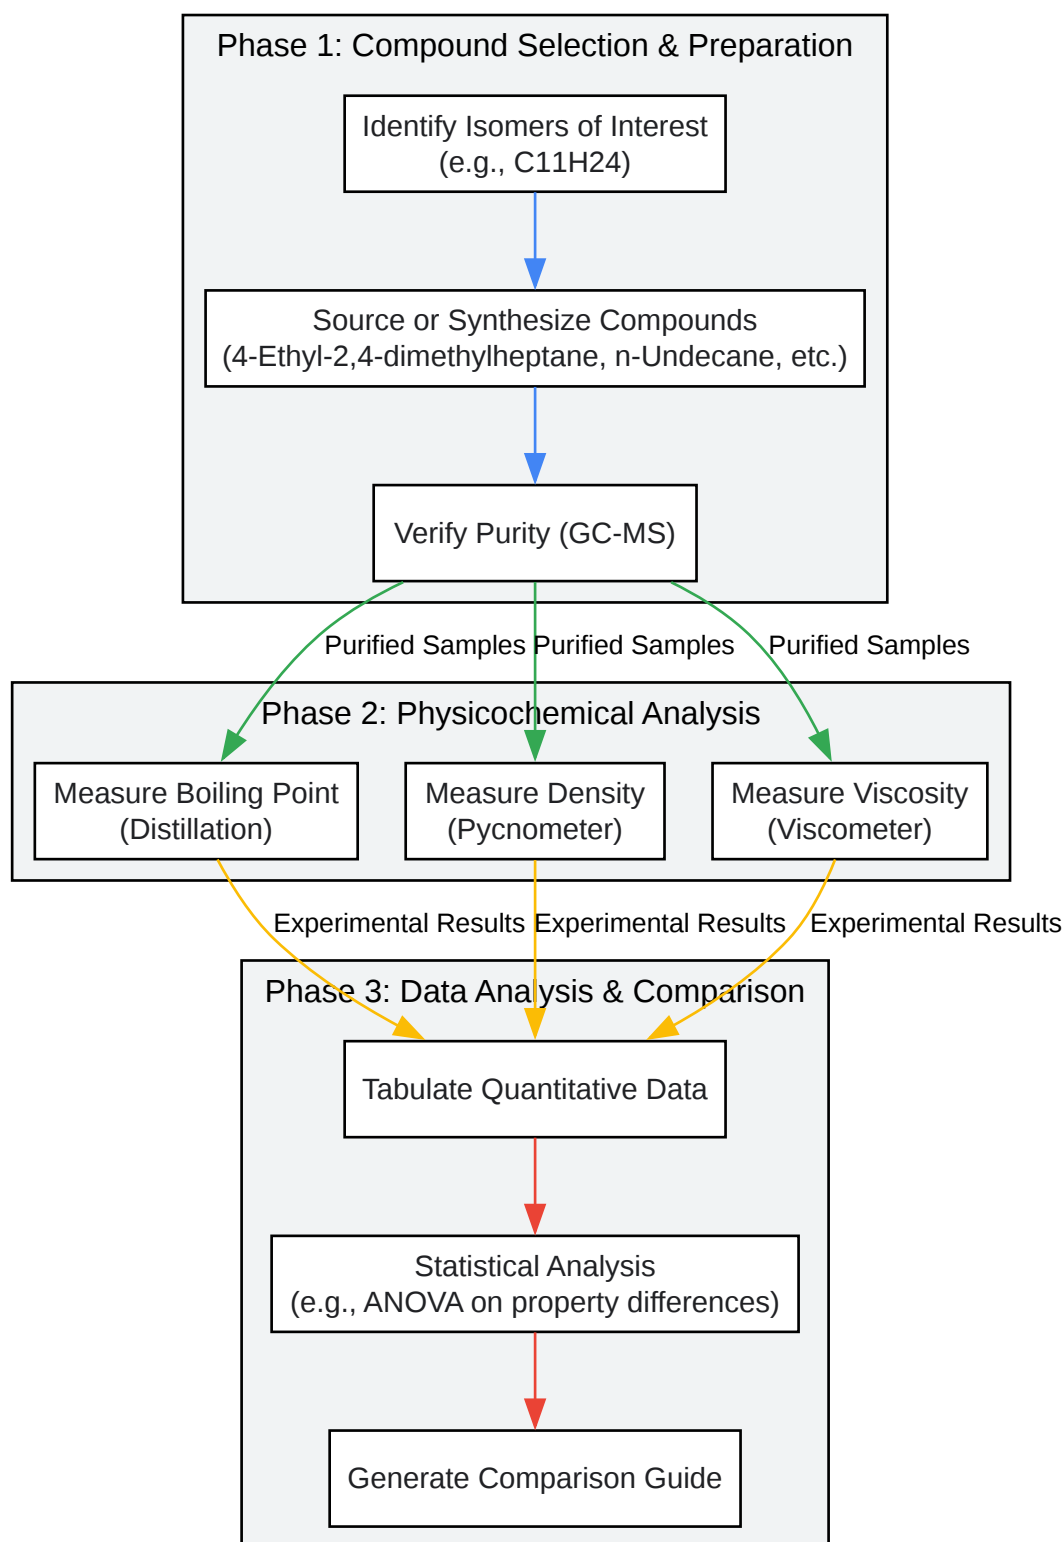 Phase 1: Compound Selection & Preparation
Identify Isomers of Interest
(e.g., C11H24)
Source or Synthesize Compounds
(4-Ethyl-2,4-dimethylheptane, n-Undecane, etc.)
Verify Purity (GC-MS)
Purified Samples
Purified Samples
Purified Samples
Phase 2: Physicochemical Analysis
Measure Boiling Point
(Distillation)
Measure Density
(Pycnometer)
Measure Viscosity
(Viscometer)
Experimental Results
Experimental Results
Experimental Results
Phase 3: Data Analysis & Comparison
Tabulate Quantitative Data
Statistical Analysis
(e.g., ANOVA on property differences)
Generate Comparison Guide